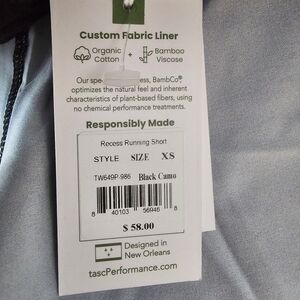 Custom Fabric Liner
Organic Cotton + Bamboo Viscose
Our spe ess, BambCo®
optimizes the natural feel and inherent
characteristics of plant-based fibers, using
no chemical performance treatments.
Responsibly Made
Recess Running Short
STYLE SIZE XS
TW649P-986 Black Camo
8 40103 56946 8
$ 58.00
Designed in
New Orleans
tascPerformance.com